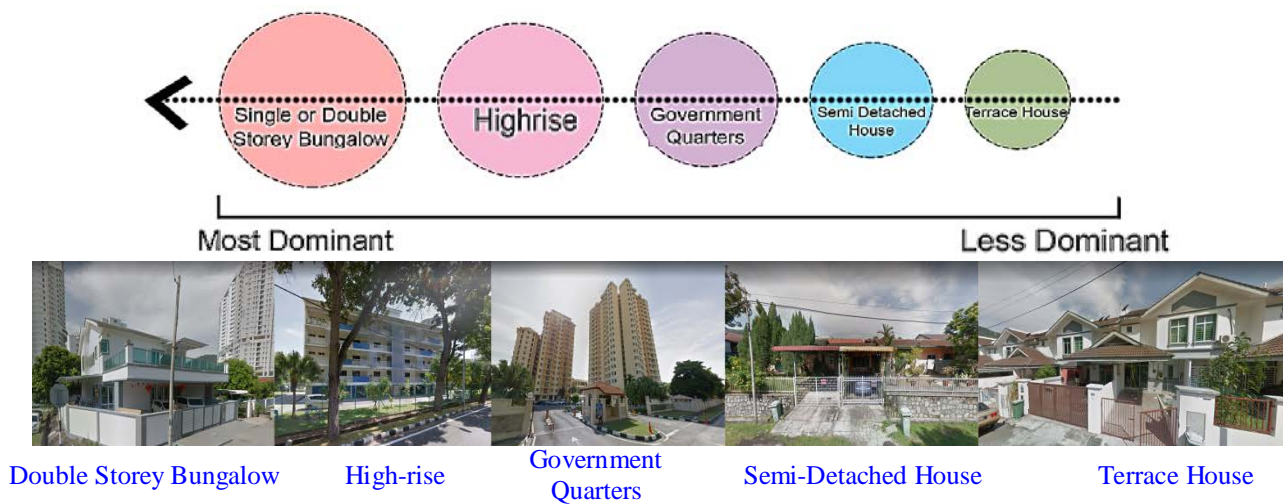 Single or Double
Storey Bungalow
Highrise
Government
Quarters
Semi Detached
House
Terrace House
Most Dominant
Less Dominant
Double Storey Bungalow
High-rise
Government
Quarters
Semi-Detached House
Terrace House